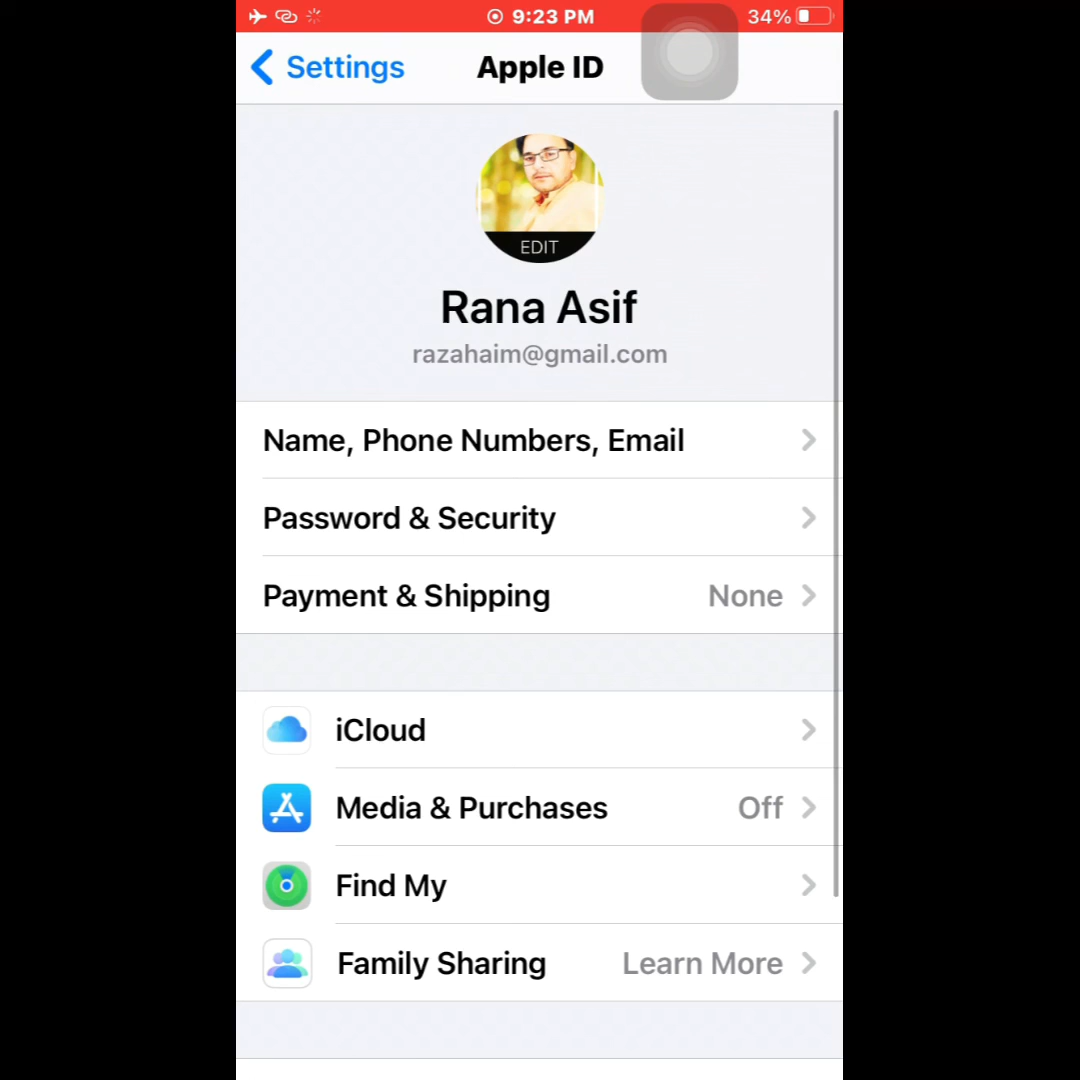 9:23 PM
34%
Settings
Apple ID
EDIT
Rana Asif
razahaim@gmail.com
Name, Phone Numbers, Email
Password & Security
Payment & Shipping None
iCloud
Media & Purchases Off
Find My
Family Sharing Learn More